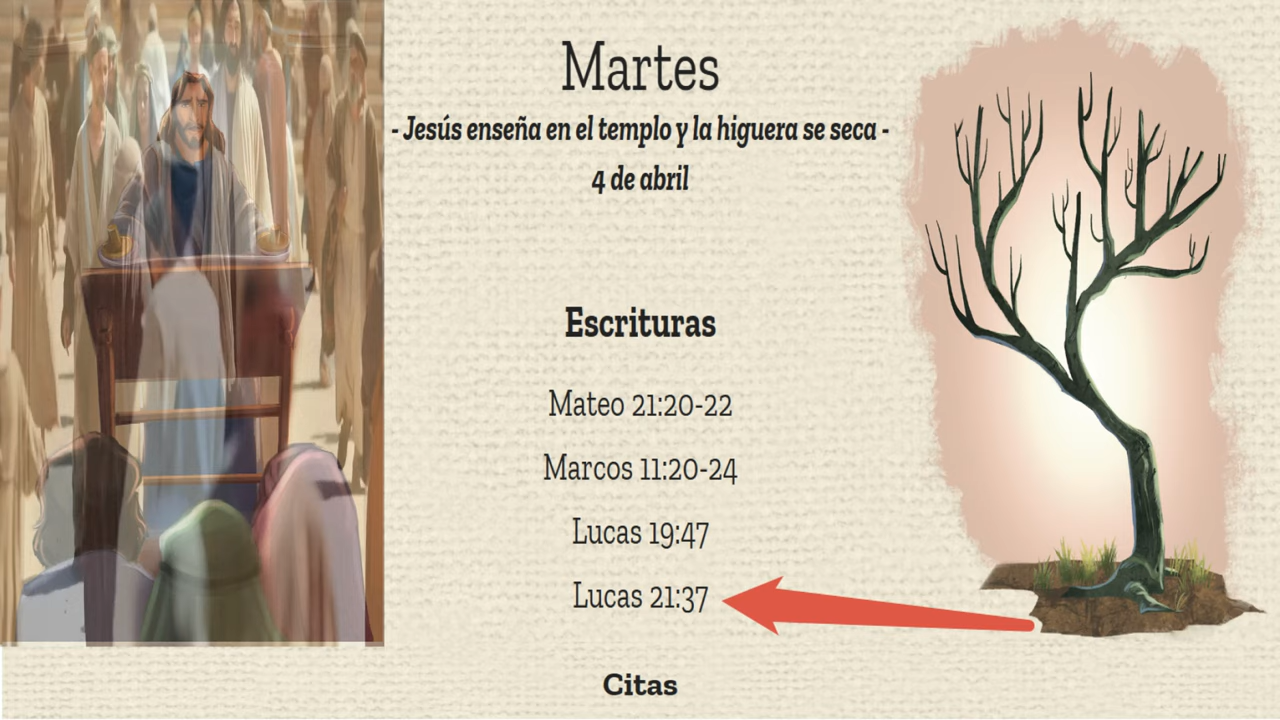 Martes
- Jesús enseña en el templo y la higuera se seca -
4 de abril
Escrituras
Mateo 21:20-22
Marcos 11:20-24
Lucas 19:47
Lucas 21:37
Citas